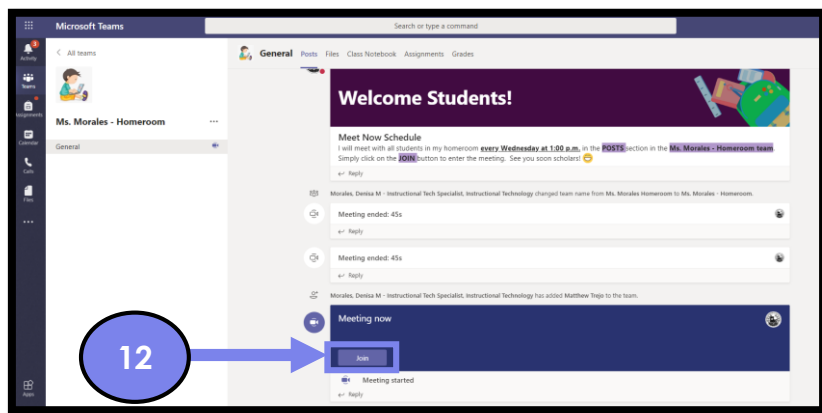 Microsoft Teams
Search or type a command
3
Activity
Teams
Assignments
Calendar
Calls
Files
Apps
All teams
Ms. Morales - Homeroom
General
General Posts Files Class Notebook Assignments Grades
Welcome Students!
Meet Now Schedule
I will meet with all students in my homeroom every Wednesday at 1:00 p.m. in the POSTS section in the Ms. Morales - Homeroom team.
Simply click on the JOIN button to enter the meeting. See you soon scholars!
Reply
Morales, Denisa M - Instructional Tech Specialist, Instructional Technology changed team name from Ms. Morales Homeroom to Ms. Morales - Homeroom.
Meeting ended: 45s
Reply
Meeting ended: 45s
Reply
Morales, Denisa M - Instructional Tech Specialist, Instructional Technology has added Matthew Trejo to the team.
Meeting now
Join
12
Meeting started
Reply